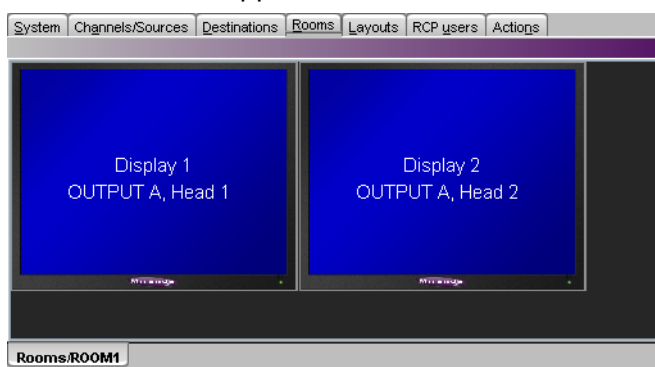 System Channels/Sources Destinations Rooms Layouts RCP users Actions
Display 1
OUTPUT A, Head 1
Display 2
OUTPUT A, Head 2
Rooms/ROOM1